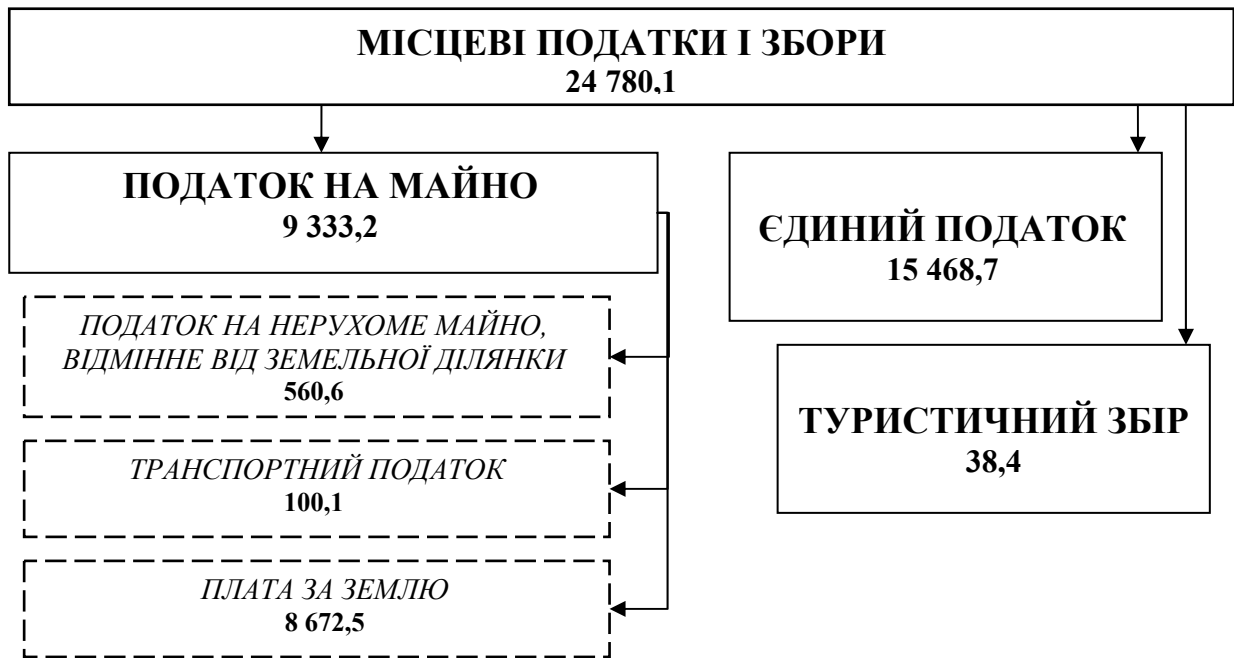 МІСЦЕВІ ПОДАТКИ І ЗБОРИ
24 780,1
ПОДАТОК НА МАЙНО
9 333,2
ПОДАТОК НА НЕРУХОМЕ МАЙНО,
ВІДМІННЕ ВІД ЗЕМЕЛЬНОЇ ДІЛЯНКИ
560,6
ТРАНСПОРТНИЙ ПОДАТОК
100,1
ПЛАТА ЗА ЗЕМЛЮ
8 672,5
ЄДИНИЙ ПОДАТОК
15 468,7
ТУРИСТИЧНИЙ ЗБІР
38,4